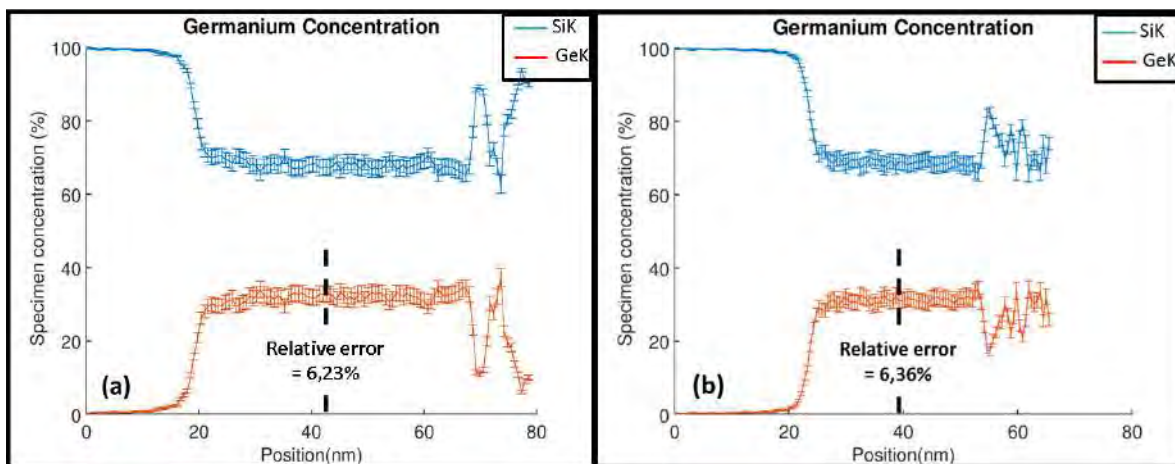 Germanium Concentration
SiK
GeK
100
80
60
40
20
0
Specimen concentration (%)
Relative error
= 6,23%
(a)
0
20
40
60
80
Position(nm)
Germanium Concentration
SiK
GeK
100
80
60
40
20
0
Specimen concentration (%)
Relative error
= 6,36%
(b)
0
20
40
60
80
Position(nm)